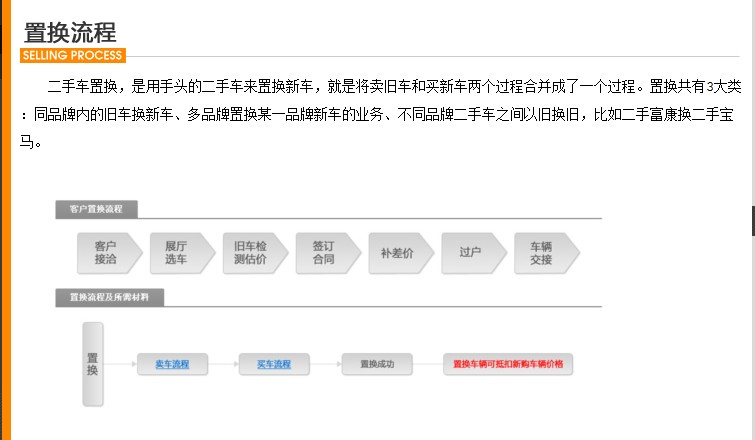 置换流程
SELLING PROCESS
二手车置换，是用手头的二手车来置换新车，就是将卖旧车和买新车两个过程合并成了一个过程。置换共有3大类
：同品牌内的旧车换新车、多品牌置换某一品牌新车的业务、不同品牌二手车之间以旧换旧，比如二手富康换二手宝
马。
客户置换流程
客户
接洽
展厅
选车
旧车检
测估价
签订
合同
补差价
过户
车辆
交接
置换流程及所需材料
置
换
卖车流程
买车流程
置换成功
置换车辆可抵扣新购车辆价格